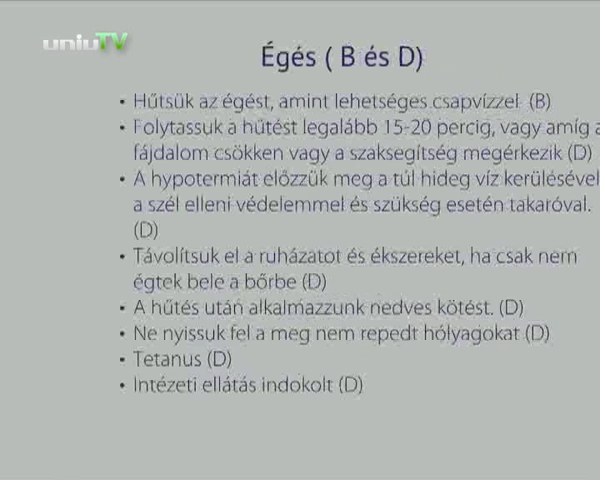 uniuTV
Égés ( B és D)
• Hűtsük az égést, amint lehetséges csapvízzel (B)
• Folytassuk a hűtést legalább 15-20 percig, vagy amíg a
fájdalom csökken vagy a szaksegítség megérkezik (D)
• A hypotermiát előzzük meg a túl hideg víz kerülésével
a szél elleni védelemmel és szükség esetén takaróval.
(D)
• Távolítsuk el a ruházatot és ékszereket, ha csak nem
égtek bele a bőrbe (D)
• A hűtés után alkalmazzunk nedves kötést. (D)
• Ne nyissuk fel a meg nem repedt hólyagokat (D)
• Tetanus (D)
• Intézeti ellátás indokolt (D)